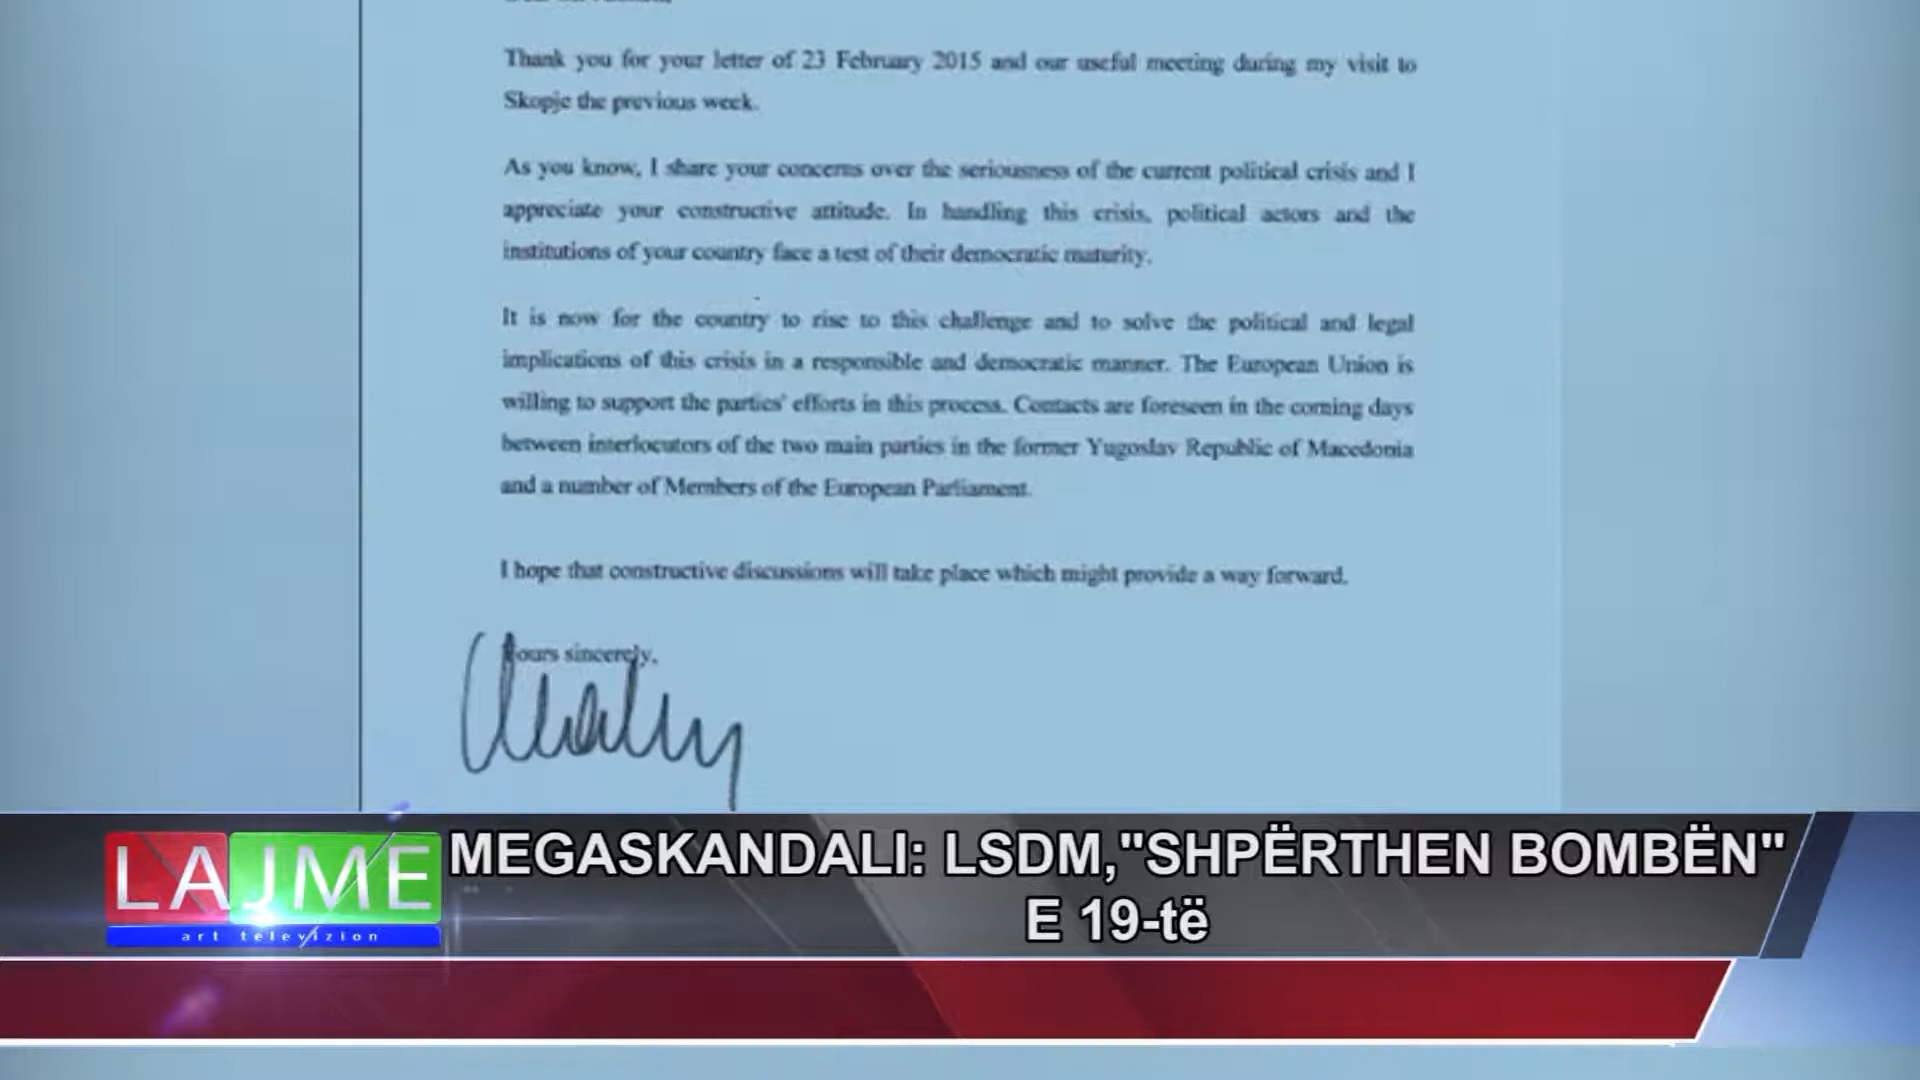 Thank you for your letter of 23 February 2015 and our useful meeting during my visit to
Skopje the previous week.
As you know, I share your concerns over the seriousness of the current political crisis and I
appreciate your constructive attitude. In handling this crisis, political actors and the
institutions of your country face a test of their democratic maturity.
It is now for the country to rise to this challenge and to solve the political and legal
implications of this crisis in a responsible and democratic manner. The European Union is
willing to support the parties' efforts in this process. Contacts are foreseen in the coming days
between interlocutors of the two main parties in the former Yugoslav Republic of Macedonia
and a number of Members of the European Parliament.
I hope that constructive discussions will take place which might provide a way forward.
Yours sincerely,
LAJME
art televizion
MEGASKANDALI: LSDM,"SHPËRTHEN BOMBËN"
E 19-të